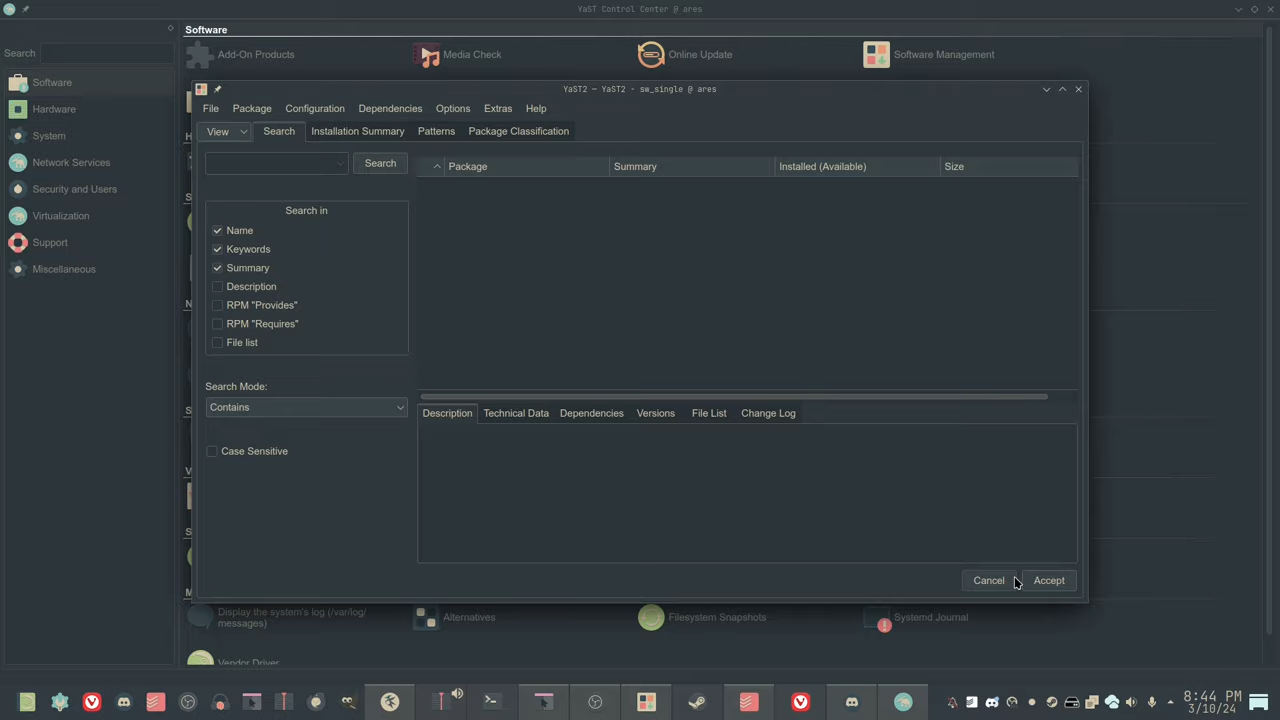 YaST Control Center @ ares
Search
Software
Hardware
System
Network Services
Security and Users
Virtualization
Support
Miscellaneous
Software
Add-On Products
Media Check
Online Update
Software Management
YaST2 — YaST2 - sw_single @ ares
File Package Configuration Dependencies Options Extras Help
View Search Installation Summary Patterns Package Classification
Search
Package Summary Installed (Available) Size
Search in
Name
Keywords
Summary
Description
RPM "Provides"
RPM "Requires"
File list
Search Mode:
Contains
Case Sensitive
Description Technical Data Dependencies Versions File List Change Log
Cancel Accept
Display the system's log (/var/log/
messages)
Alternatives
Filesystem Snapshots
Systemd Journal
Vendor Driver
8:44 PM
3/10/24